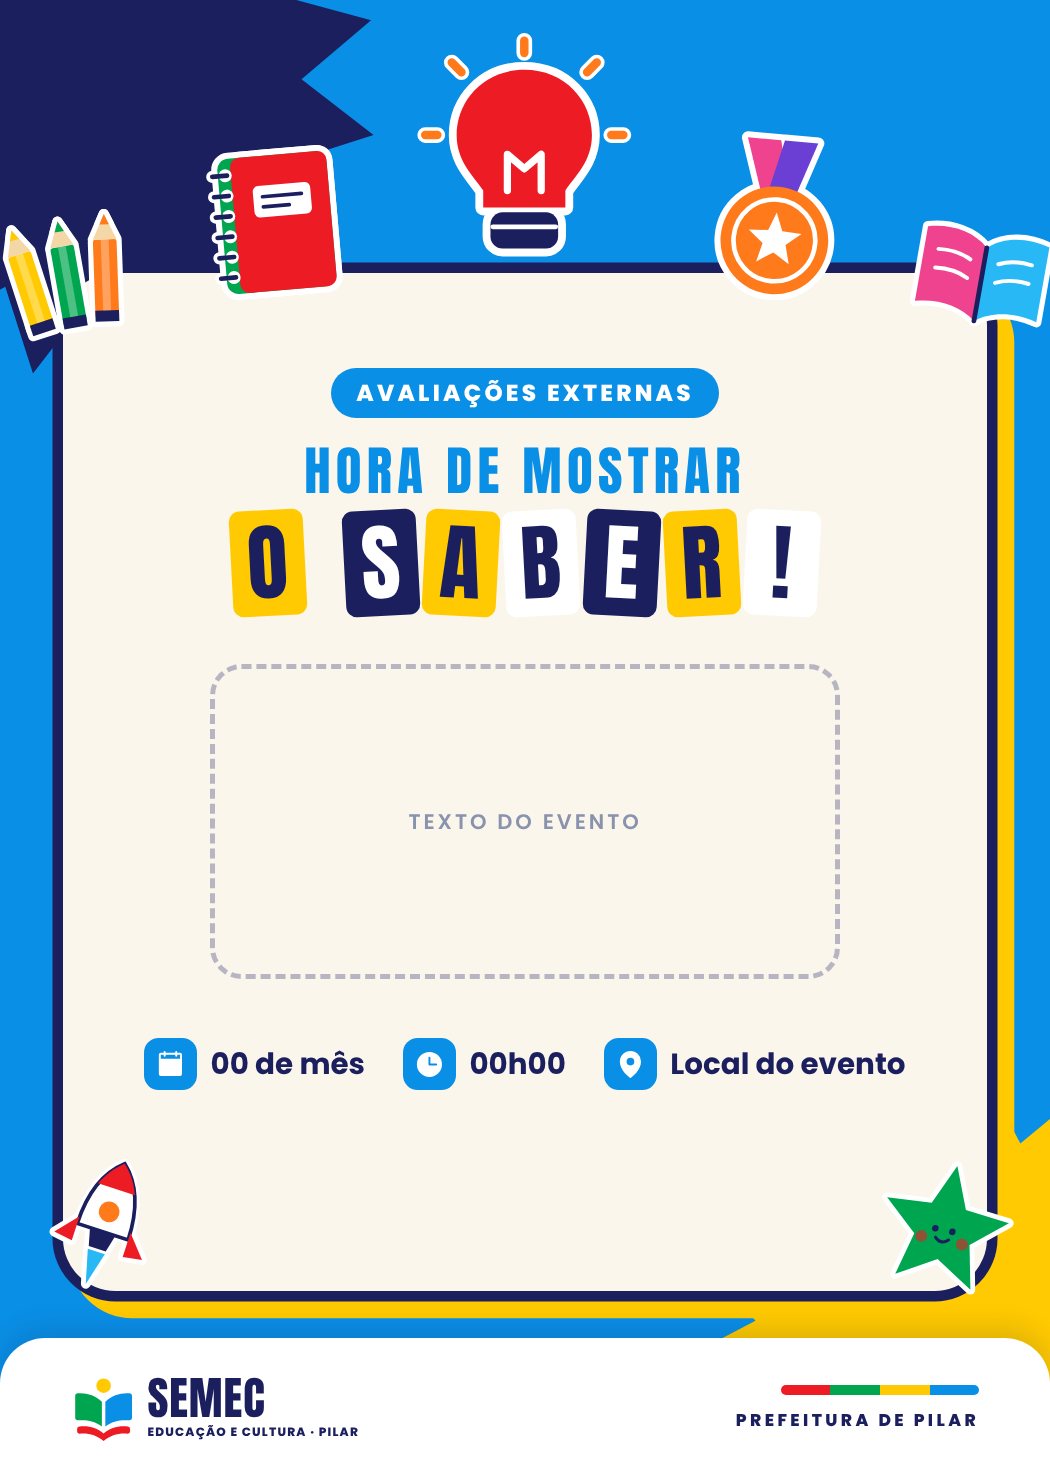 M
AVALIAÇÕES EXTERNAS
HORA DE MOSTRAR
O SABER!
TEXTO DO EVENTO
00 de mês 00h00 Local do evento
SEMEC
EDUCAÇÃO E CULTURA · PILAR
PREFEITURA DE PILAR